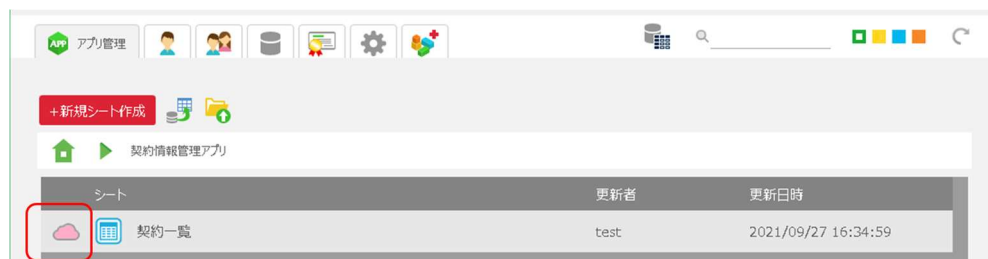 APP アプリ管理
+新規シート作成
契約情報管理アプリ
シート 更新者 更新日時
契約一覧 test 2021/09/27 16:34:59